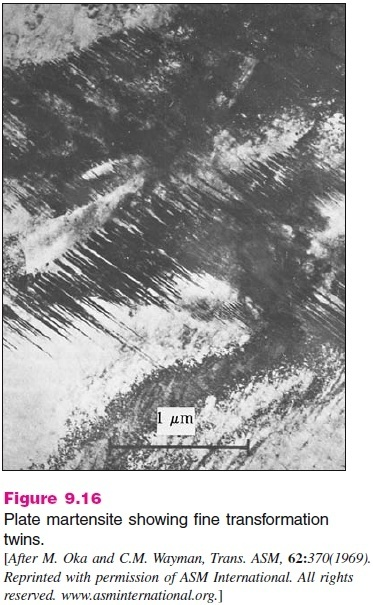 1 μm
Figure 9.16
Plate martensite showing fine transformation
twins.
[After M. Oka and C.M. Wayman, Trans. ASM, 62:370(1969).
Reprinted with permission of ASM International. All rights
reserved. www.asminternational.org.]